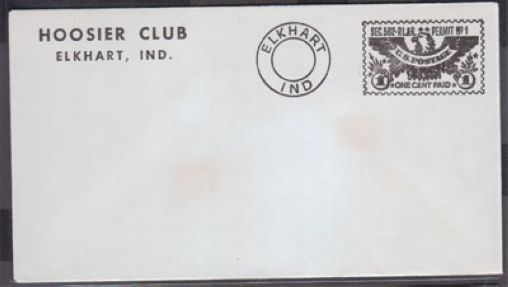 HOOSIER CLUB
ELKHART, IND.
ELKHART
IND
SEC. 562-P.L.&R. ★★ PERMIT Nº 1
U.S. POSTAGE
1 ★ONE CENT PAID★ 1